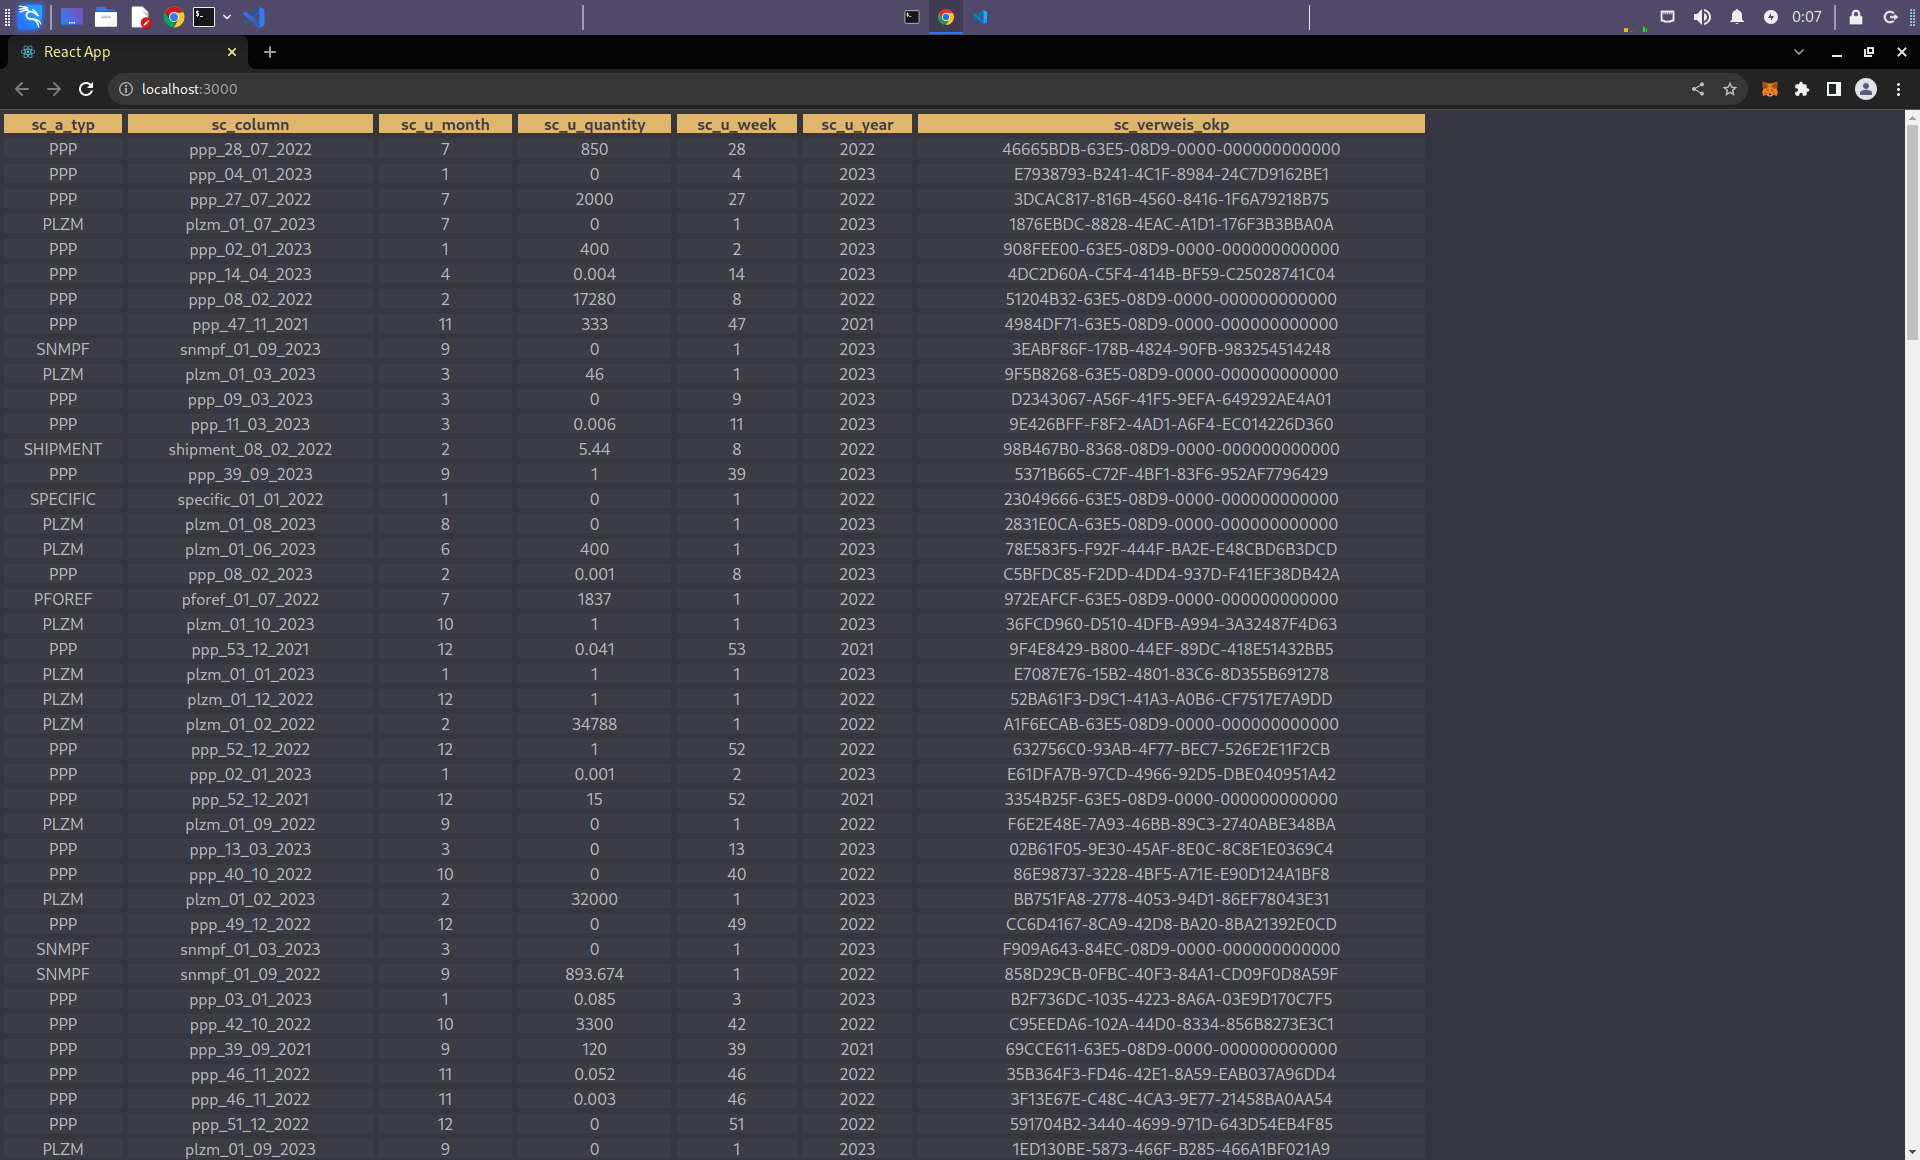 0:07
React App
localhost:3000
sc_a_typ sc_column sc_u_month sc_u_quantity sc_u_week sc_u_year sc_verweis_okp
PPP ppp_28_07_2022 7 850 28 2022 46665BDB-63E5-08D9-0000-000000000000
PPP ppp_04_01_2023 1 0 4 2023 E7938793-B241-4C1F-8984-24C7D9162BE1
PPP ppp_27_07_2022 7 2000 27 2022 3DCAC817-816B-4560-8416-1F6A79218B75
PLZM plzm_01_07_2023 7 0 1 2023 1876EBDC-8828-4EAC-A1D1-176F3B3BBA0A
PPP ppp_02_01_2023 1 400 2 2023 908FEE00-63E5-08D9-0000-000000000000
PPP ppp_14_04_2023 4 0.004 14 2023 4DC2D60A-C5F4-414B-BF59-C25028741C04
PPP ppp_08_02_2022 2 17280 8 2022 51204B32-63E5-08D9-0000-000000000000
PPP ppp_47_11_2021 11 333 47 2021 4984DF71-63E5-08D9-0000-000000000000
SNMPF snmpf_01_09_2023 9 0 1 2023 3EABF86F-178B-4824-90FB-983254514248
PLZM plzm_01_03_2023 3 46 1 2023 9F5B8268-63E5-08D9-0000-000000000000
PPP ppp_09_03_2023 3 0 9 2023 D2343067-A56F-41F5-9EFA-649292AE4A01
PPP ppp_11_03_2023 3 0.006 11 2023 9E426BFF-F8F2-4AD1-A6F4-EC014226D360
SHIPMENT shipment_08_02_2022 2 5.44 8 2022 98B467B0-8368-08D9-0000-000000000000
PPP ppp_39_09_2023 9 1 39 2023 5371B665-C72F-4BF1-83F6-952AF7796429
SPECIFIC specific_01_01_2022 1 0 1 2022 23049666-63E5-08D9-0000-000000000000
PLZM plzm_01_08_2023 8 0 1 2023 2831E0CA-63E5-08D9-0000-000000000000
PLZM plzm_01_06_2023 6 400 1 2023 78E583F5-F92F-444F-BA2E-E48CBD6B3DCD
PPP ppp_08_02_2023 2 0.001 8 2023 C5BFDC85-F2DD-4DD4-937D-F41EF38DB42A
PFOREF pforef_01_07_2022 7 1837 1 2022 972EAFCF-63E5-08D9-0000-000000000000
PLZM plzm_01_10_2023 10 1 1 2023 36FCD960-D510-4DFB-A994-3A32487F4D63
PPP ppp_53_12_2021 12 0.041 53 2021 9F4E8429-B800-44EF-89DC-418E51432BB5
PLZM plzm_01_01_2023 1 1 1 2023 E7087E76-15B2-4801-83C6-8D355B691278
PLZM plzm_01_12_2022 12 1 1 2022 52BA61F3-D9C1-41A3-A0B6-CF7517E7A9DD
PLZM plzm_01_02_2022 2 34788 1 2022 A1F6ECAB-63E5-08D9-0000-000000000000
PPP ppp_52_12_2022 12 1 52 2022 632756C0-93AB-4F77-BEC7-526E2E11F2CB
PPP ppp_02_01_2023 1 0.001 2 2023 E61DFA7B-97CD-4966-92D5-DBE040951A42
PPP ppp_52_12_2021 12 15 52 2021 3354B25F-63E5-08D9-0000-000000000000
PLZM plzm_01_09_2022 9 0 1 2022 F6E2E48E-7A93-46BB-89C3-2740ABE348BA
PPP ppp_13_03_2023 3 0 13 2023 02B61F05-9E30-45AF-8E0C-8C8E1E0369C4
PPP ppp_40_10_2022 10 0 40 2022 86E98737-3228-4BF5-A71E-E90D124A1BF8
PLZM plzm_01_02_2023 2 32000 1 2023 BB751FA8-2778-4053-94D1-86EF78043E31
PPP ppp_49_12_2022 12 0 49 2022 CC6D4167-8CA9-42D8-BA20-8BA21392E0CD
SNMPF snmpf_01_03_2023 3 0 1 2023 F909A643-84EC-08D9-0000-000000000000
SNMPF snmpf_01_09_2022 9 893.674 1 2022 858D29CB-0FBC-40F3-84A1-CD09F0D8A59F
PPP ppp_03_01_2023 1 0.085 3 2023 B2F736DC-1035-4223-8A6A-03E9D170C7F5
PPP ppp_42_10_2022 10 3300 42 2022 C95EEDA6-102A-44D0-8334-856B8273E3C1
PPP ppp_39_09_2021 9 120 39 2021 69CCE611-63E5-08D9-0000-000000000000
PPP ppp_46_11_2022 11 0.052 46 2022 35B364F3-FD46-42E1-8A59-EAB037A96DD4
PPP ppp_46_11_2022 11 0.003 46 2022 3F13E67E-C48C-4CA3-9E77-21458BA0AA54
PPP ppp_51_12_2022 12 0 51 2022 591704B2-3440-4699-971D-643D54EB4F85
PLZM plzm_01_09_2023 9 0 1 2023 1ED130BE-5873-466F-B285-466A1BF021A9